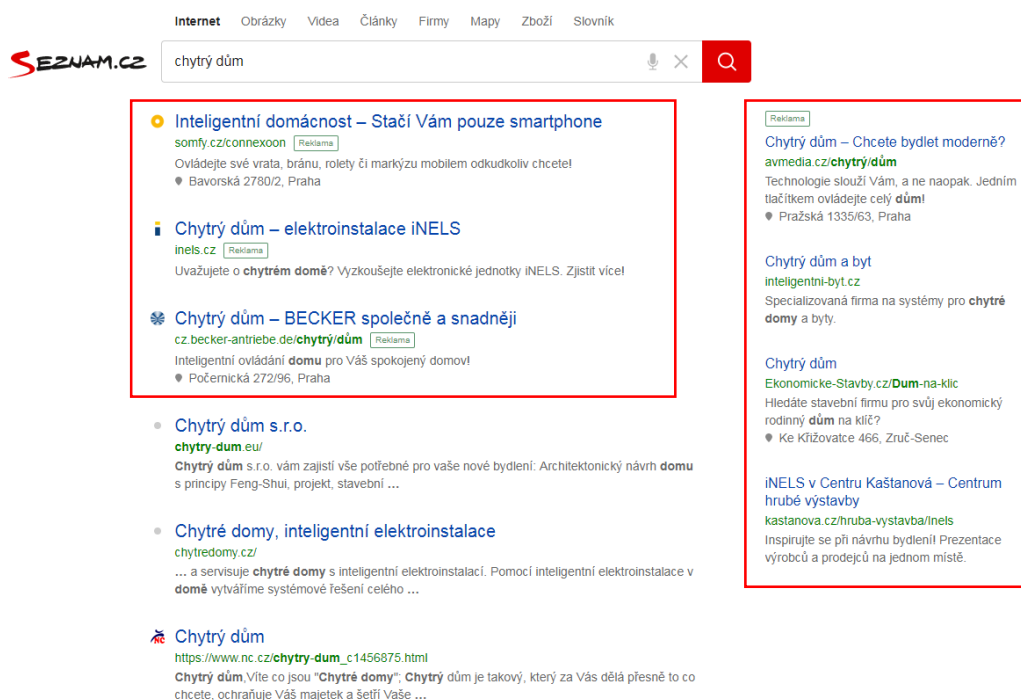 Internet Obrázky Videa Články Firmy Mapy Zboží Slovník
SEZNAM.CZ
chytrý dům
Inteligentní domácnost – Stačí Vám pouze smartphone
somfy.cz/connexoon Reklama
Ovládejte své vrata, bránu, rolety či markýzu mobilem odkudkoliv chcete!
Bavorská 2780/2, Praha
Chytrý dům – elektroinstalace iNELS
inels.cz Reklama
Uvažujete o chytrém domě? Vyzkoušejte elektronické jednotky iNELS. Zjistit více!
Chytrý dům – BECKER společně a snadněji
cz.becker-antriebe.de/chytrý/dům Reklama
Inteligentní ovládání domu pro Váš spokojený domov!
Počernická 272/96, Praha
Chytrý dům s.r.o.
chytry-dum.eu/
Chytrý dům s.r.o. vám zajistí vše potřebné pro vaše nové bydlení: Architektonický návrh domu
s principy Feng-Shui, projekt, stavební ...
Chytré domy, inteligentní elektroinstalace
chytredomy.cz/
... a servisuje chytré domy s inteligentní elektroinstalací. Pomocí inteligentní elektroinstalace v
domě vytváříme systémové řešení celého ...
NC
Chytrý dům
https://www.nc.cz/chytry-dum_c1456875.html
Chytrý dům,Víte co jsou "Chytré domy"; Chytrý dům je takový, který za Vás dělá přesně to co
chcete, ochraňuje Váš majetek a šetří Vaše ...
Reklama
Chytrý dům – Chcete bydlet moderně?
avmedia.cz/chytrý/dům
Technologie slouží Vám, a ne naopak. Jedním
tlačítkem ovládejte celý dům!
Pražská 1335/63, Praha
Chytrý dům a byt
inteligentni-byt.cz
Specializovaná firma na systémy pro chytré
domy a byty.
Chytrý dům
Ekonomicke-Stavby.cz/Dum-na-klic
Hledáte stavební firmu pro svůj ekonomický
rodinný dům na klíč?
Ke Křižovatce 466, Zruč-Senec
iNELS v Centru Kaštanová – Centrum
hrubé výstavby
kastanova.cz/hruba-vystavba/Inels
Inspirujte se při návrhu bydlení! Prezentace
výrobců a prodejců na jednom místě.